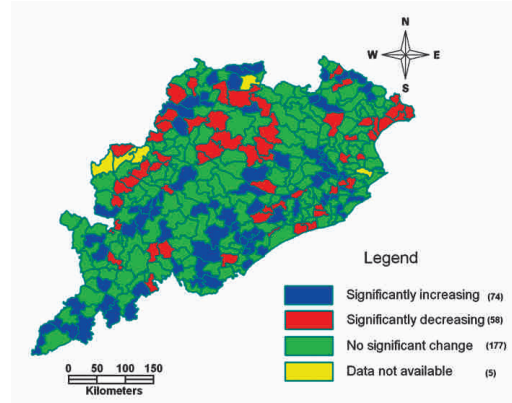 N
W E
S
Legend
Significantly increasing (74)
Significantly decreasing (58)
No significant change (177)
Data not available (5)
0 50 100 150
Kilometers